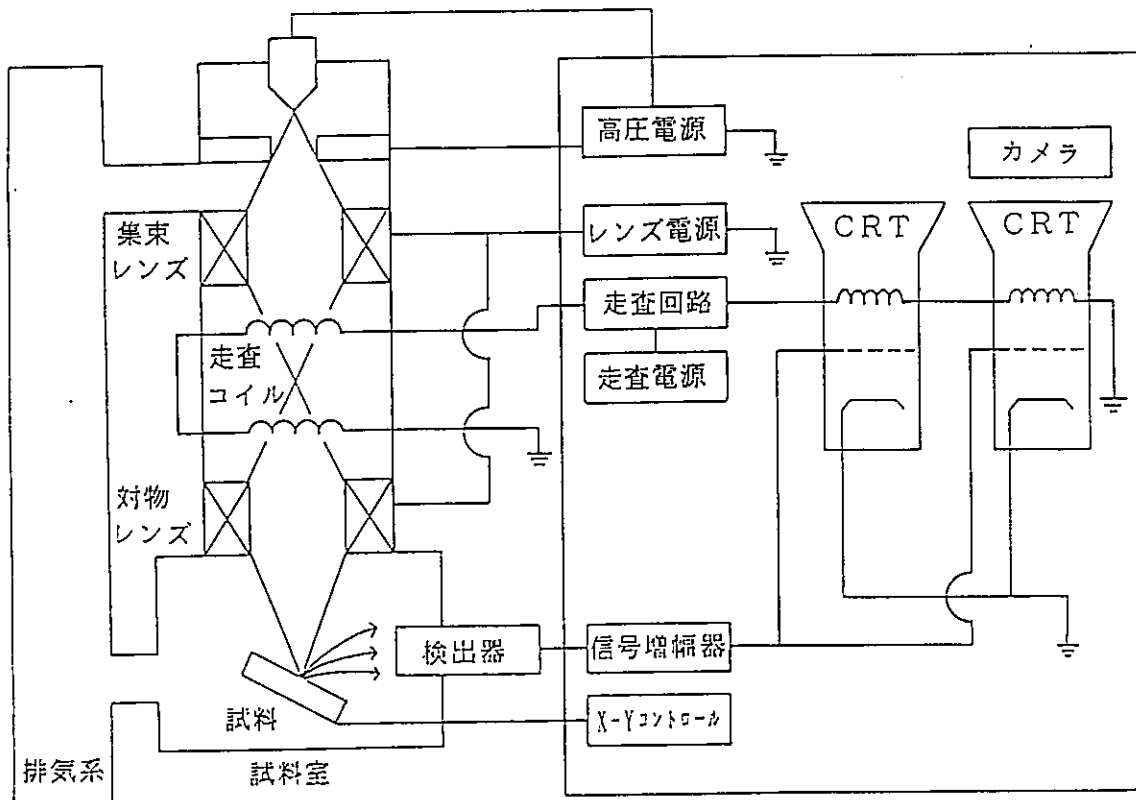 高圧電源
カメラ
集束
レンズ
レンズ電源
CRT
CRT
走査回路
走査
コイル
走査電源
対物
レンズ
検出器
信号増幅器
試料
X-Yコントロール
排気系
試料室